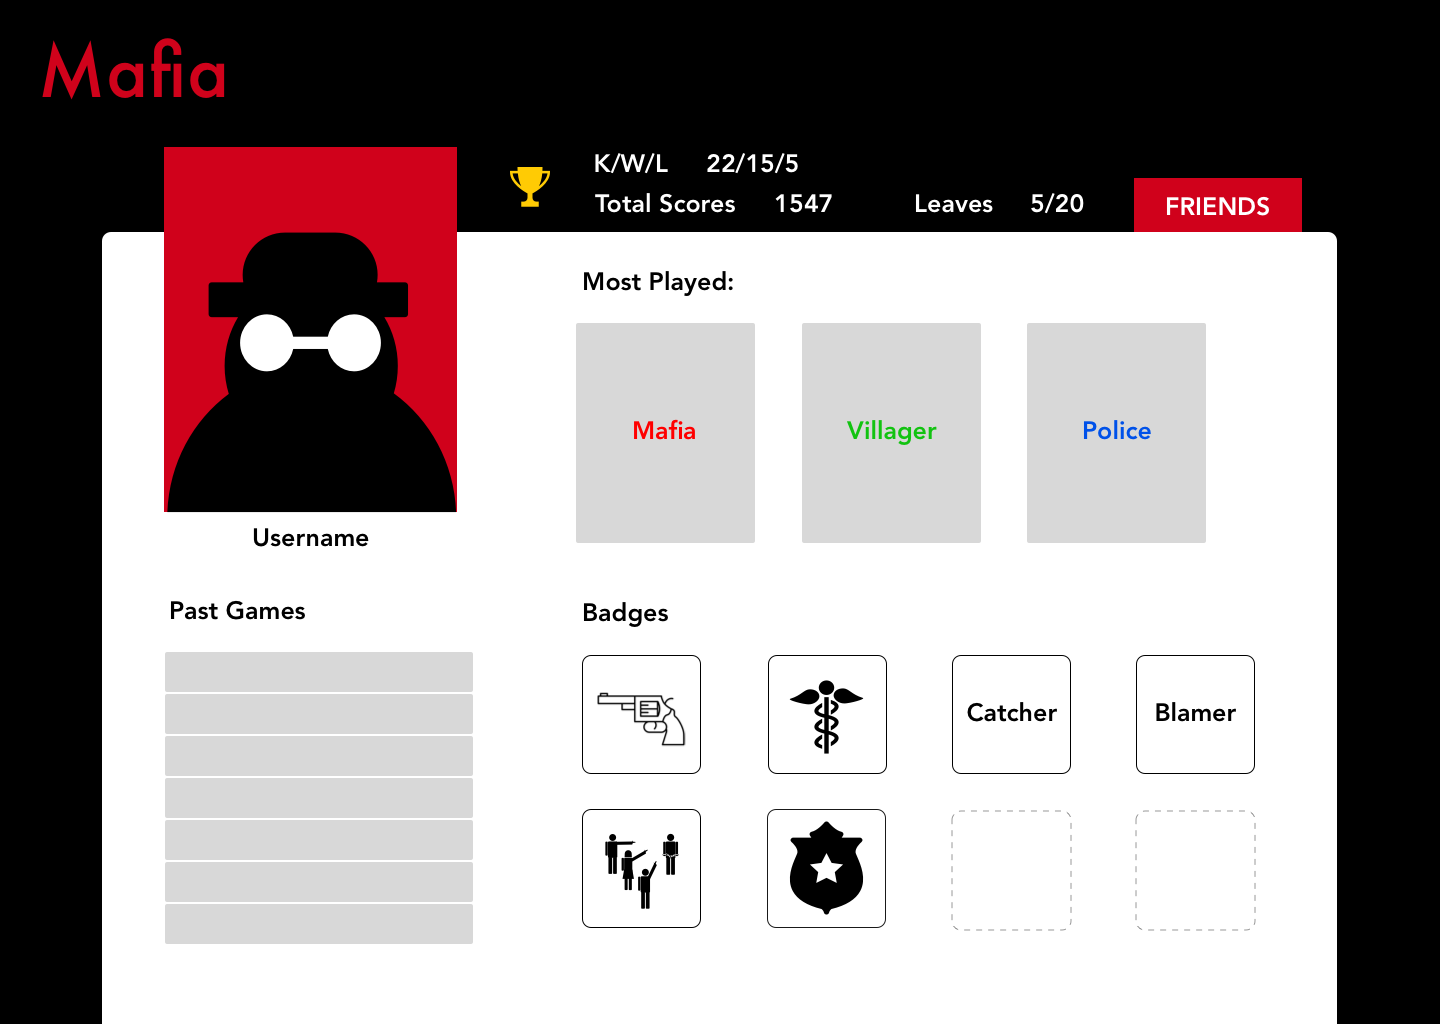 Mafia
K/W/L 22/15/5
Total Scores 1547 Leaves 5/20
FRIENDS
Most Played:
Mafia Villager Police
Username
Past Games
Badges
Catcher Blamer